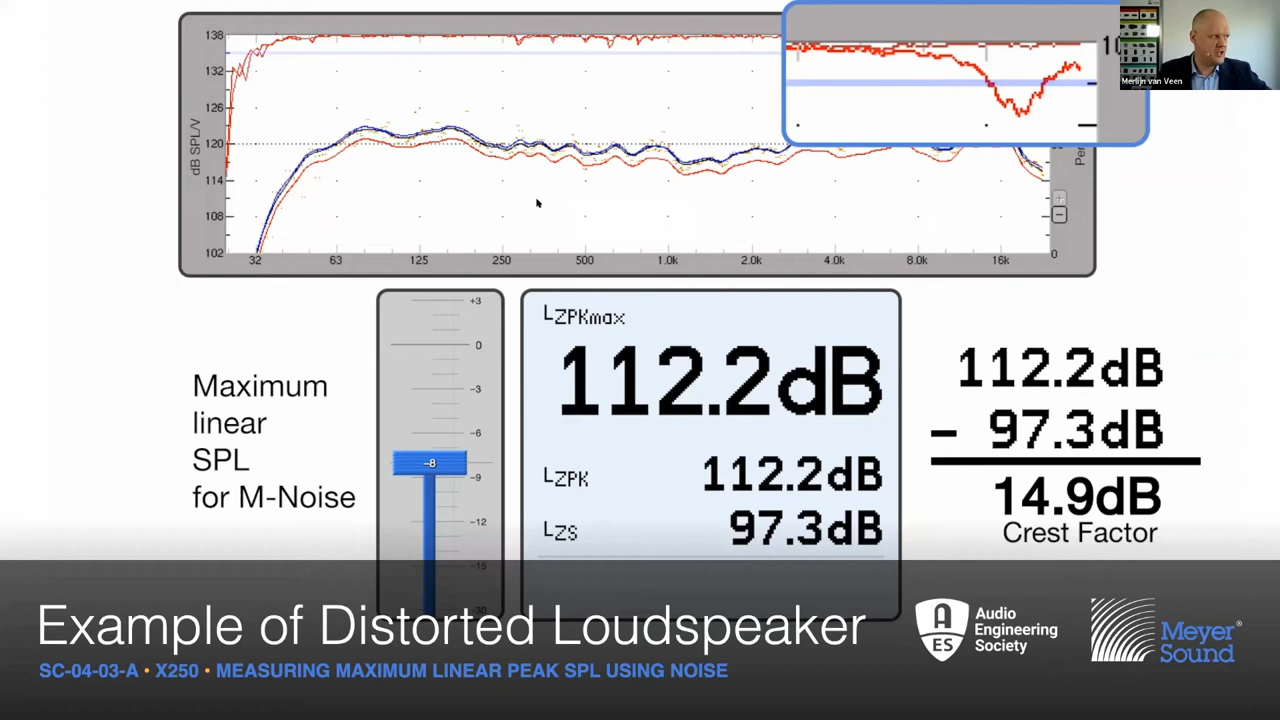 138
132
126
120
114
108
102
dB SPL/V
32
63
125
250
500
1.0k
2.0k
4.0k
8.0k
16k
0
+
−
Merlijn van Veen
Maximum
linear
SPL
for M-Noise
+3
0
-3
-6
-8
-9
-12
-15
-30
LZPKmax
112.2dB
LZPK 112.2dB
LZS 97.3dB
112.2dB
− 97.3dB
14.9dB
Crest Factor
Example of Distorted Loudspeaker
SC-04-03-A • X250 • MEASURING MAXIMUM LINEAR PEAK SPL USING NOISE
AES
Audio
Engineering
Society
Meyer
Sound®